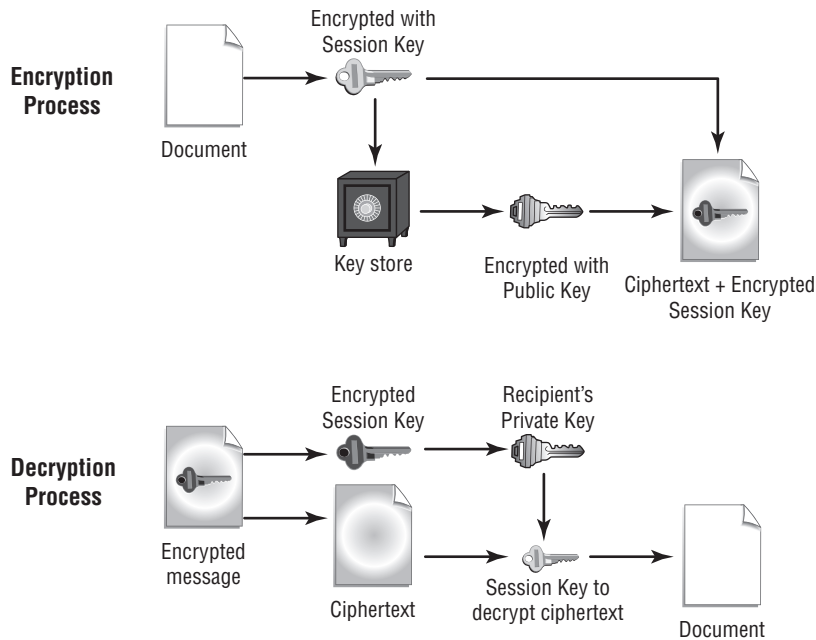 Encryption
Process
Encrypted with
Session Key
Document
Key store
Encrypted with
Public Key
Ciphertext + Encrypted
Session Key
Decryption
Process
Encrypted
message
Encrypted
Session Key
Recipient's
Private Key
Ciphertext
Session Key to
decrypt ciphertext
Document